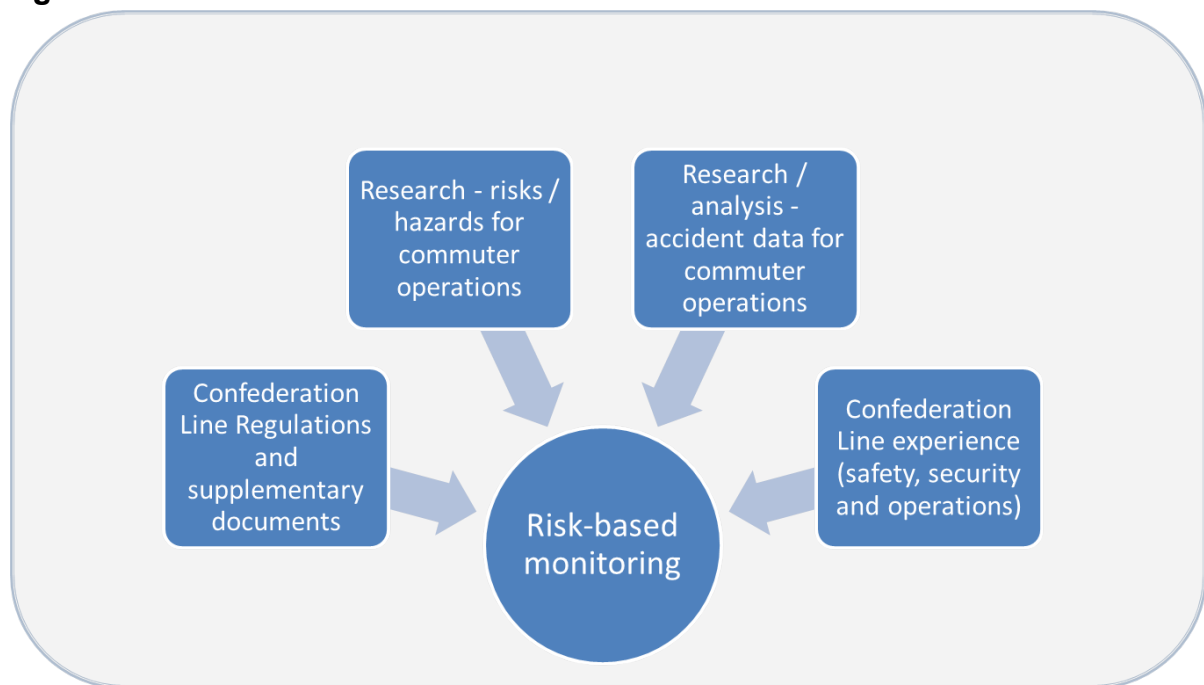 Research - risks /
hazards for
commuter
operations
Research /
analysis -
accident data for
commuter
operations
Confederation
Line Regulations
and
supplementary
documents
Confederation
Line experience
(safety, security
and operations)
Risk-based
monitoring